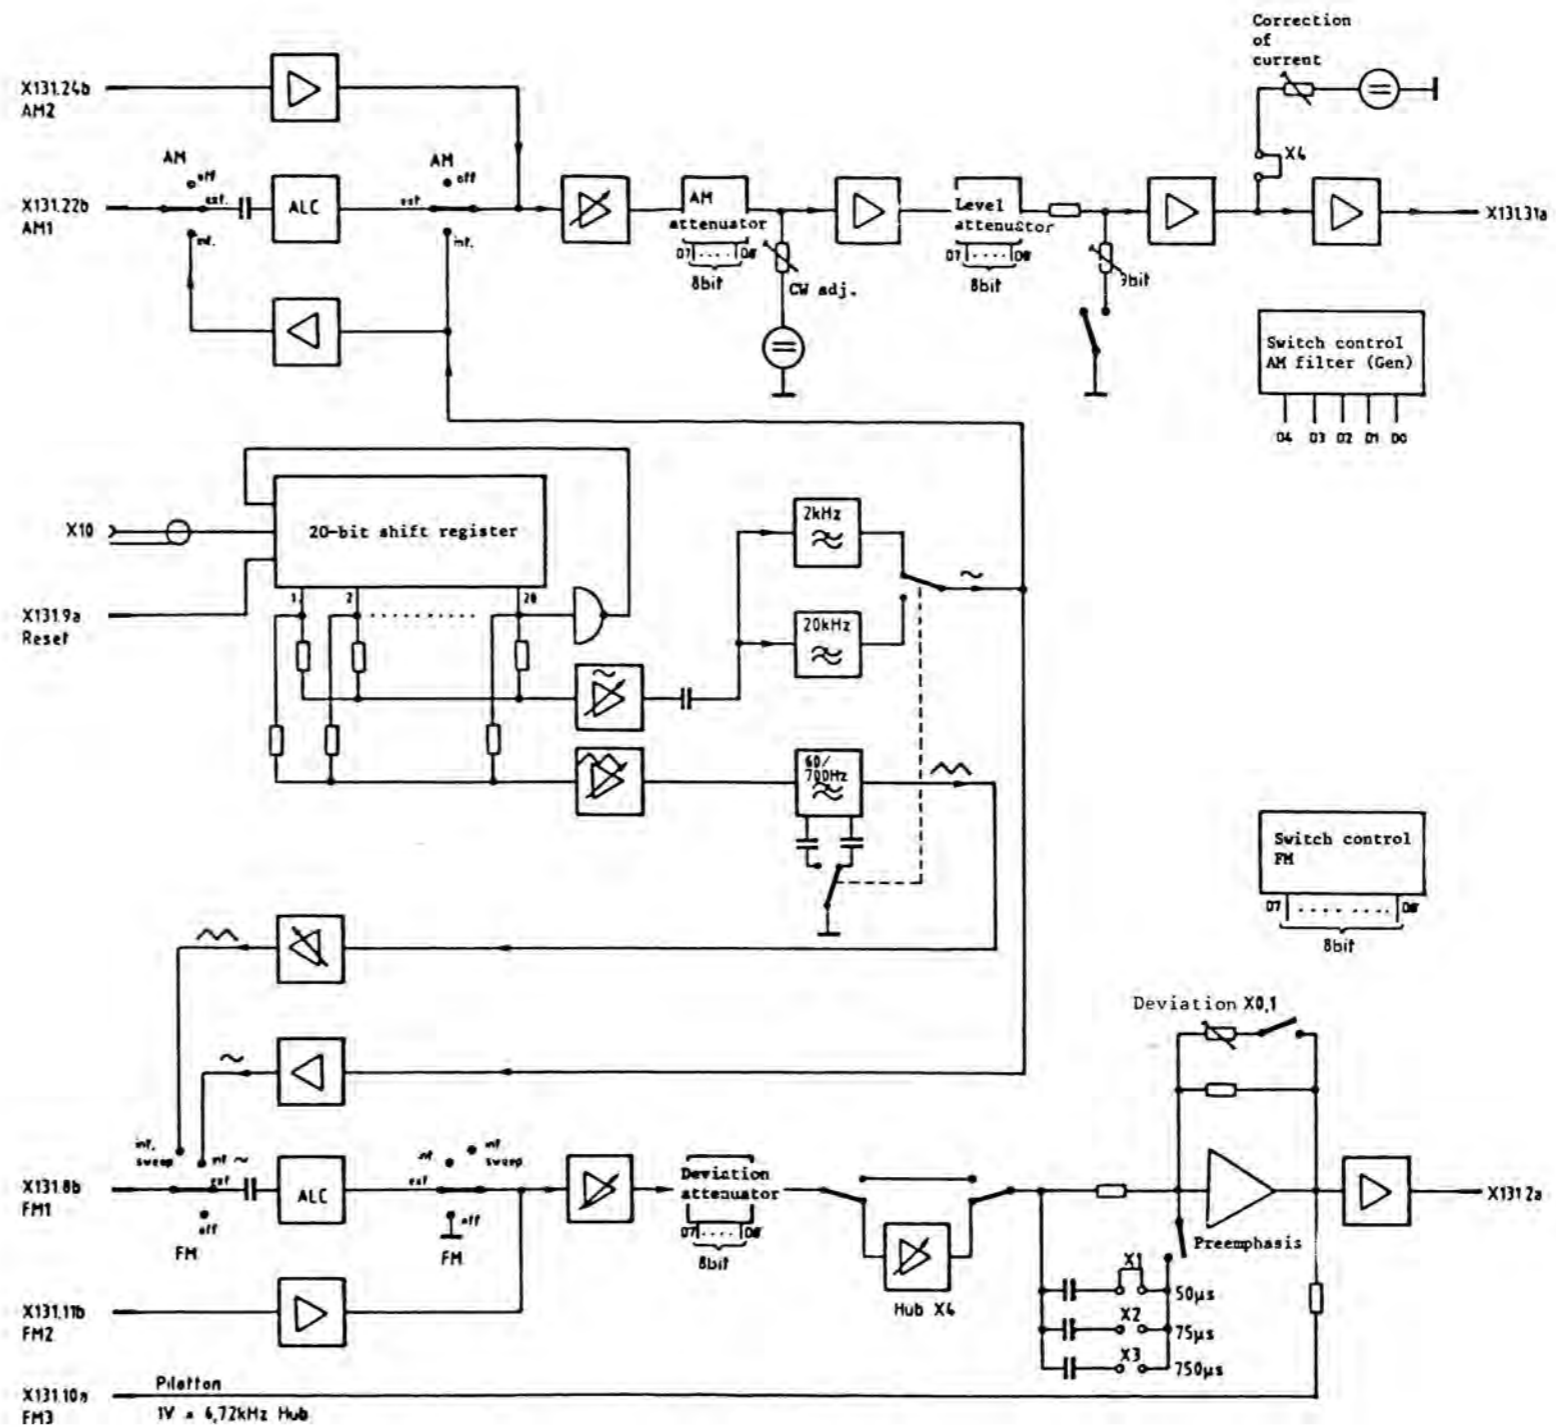 Correction
of
current
X131.24b
AM2
AM
off
ext.
int.
AM
off
ext.
int.
X4
X131.22b
AM1
ALC
AM
attenuator
D7 .... D0
8bit
CW adj.
Level
attenuator
D7 .... D0
8bit
9bit
X131.31a
Switch control
AM filter (Gen)
D4 D3 D2 D1 D0
X10
20-bit shift register
1 2 ........ 20
X131.9a
Reset
2kHz
20kHz
60/
700Hz
Switch control
FM
D7 ........ D0
8bit
Deviation X0,1
int.
sweep
int ~
ext
off
FM
int
int.
sweep
ext
off
FM
X131.8b
FM1
ALC
Deviation
attenuator
D7 .... D0
8bit
Hub X4
Preemphasis
X1
50µs
X2
75µs
X3
750µs
X131.2a
X131.11b
FM2
X131.10a
FM3
Pilotton
1V = 6,72kHz Hub